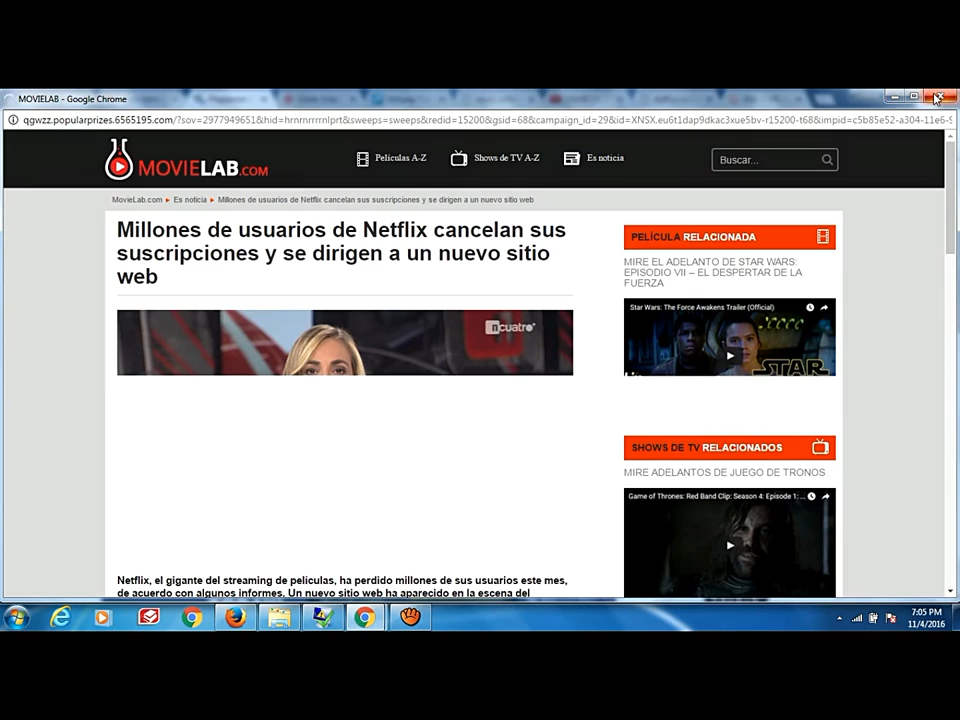 MOVIELAB - Google Chrome
qgwzz.popularprizes.6565195.com/?sov=2977949651&hid=hrnrnrrrnlprt&sweeps=sweeps&redid=15200&gsid=68&campaign_id=29&id=XNSX.eu6t1dap9dkac3xue5bv-r15200-t68&impid=c5b85e52-a304-11e6-9
MOVIELAB.COM
Películas A-Z
Shows de TV A-Z
Es noticia
Buscar...
MovieLab.com ▸ Es noticia ▸ Millones de usuarios de Netflix cancelan sus suscripciones y se dirigen a un nuevo sitio web
Millones de usuarios de Netflix cancelan sus
suscripciones y se dirigen a un nuevo sitio
web
ncuatro
Netflix, el gigante del streaming de películas, ha perdido millones de sus usuarios este mes,
de acuerdo con algunos informes. Un nuevo sitio web ha aparecido en la escena del
PELÍCULA RELACIONADA
MIRE EL ADELANTO DE STAR WARS:
EPISODIO VII – EL DESPERTAR DE LA
FUERZA
Star Wars: The Force Awakens Trailer (Official)
STAR
SHOWS DE TV RELACIONADOS
MIRE ADELANTOS DE JUEGO DE TRONOS
Game of Thrones: Red Band Clip: Season 4: Episode 1:...
7:05 PM
11/4/2016